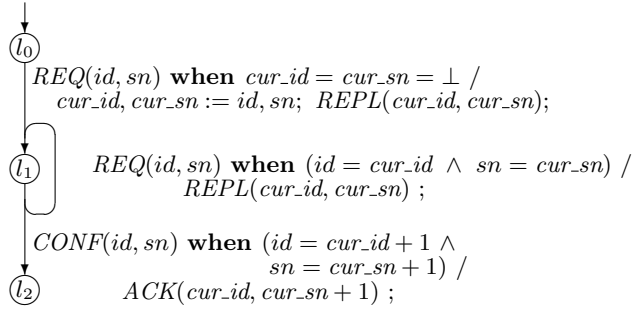 l₀
REQ(id, sn) when cur_id = cur_sn = ⊥ /
cur_id, cur_sn := id, sn; REPL(cur_id, cur_sn);
l₁
REQ(id, sn) when (id = cur_id ∧ sn = cur_sn) /
REPL(cur_id, cur_sn) ;
CONF(id, sn) when (id = cur_id + 1 ∧
sn = cur_sn + 1) /
l₂
ACK(cur_id, cur_sn + 1) ;